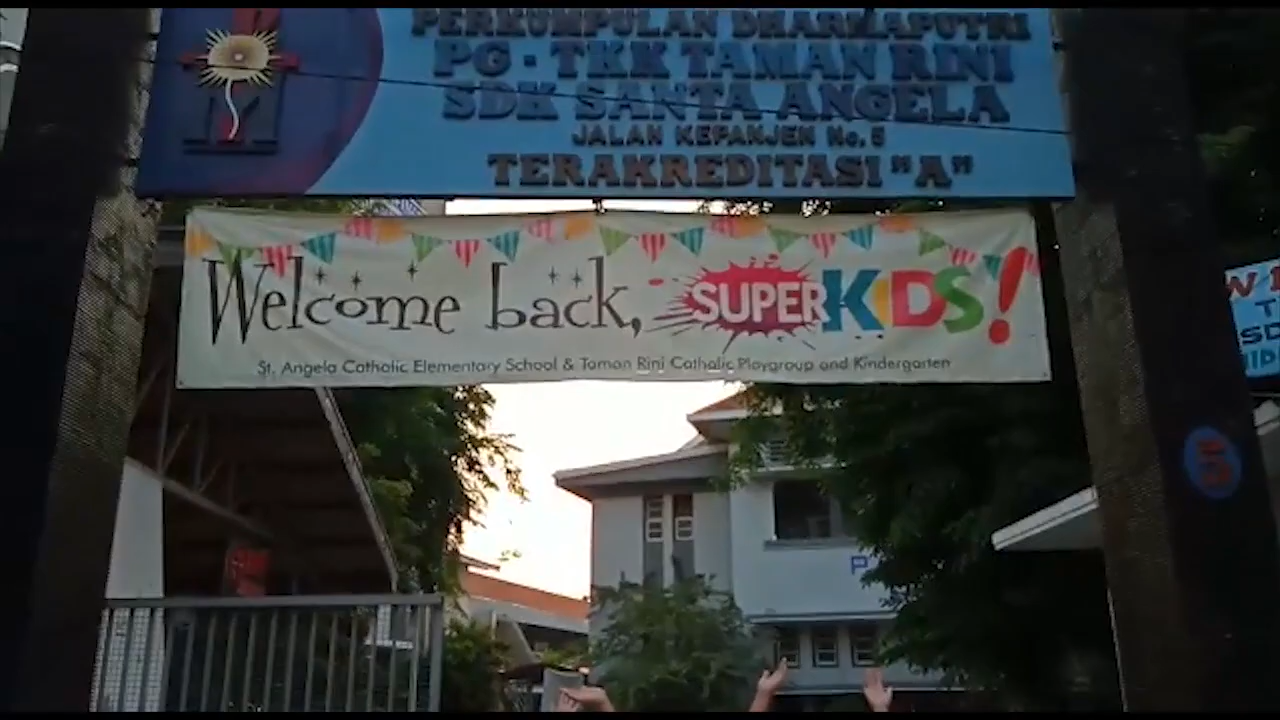 PERKUMPULAN DHARMAPUTRI
PG - TKK TAMAN RINI
SDK SANTA ANGELA
JALAN KEPANJEN No. 5
TERAKREDITASI "A"
Welcome back, SUPER KIDS!
St. Angela Catholic Elementary School & Taman Rini Catholic Playgroup and Kindergarten
P